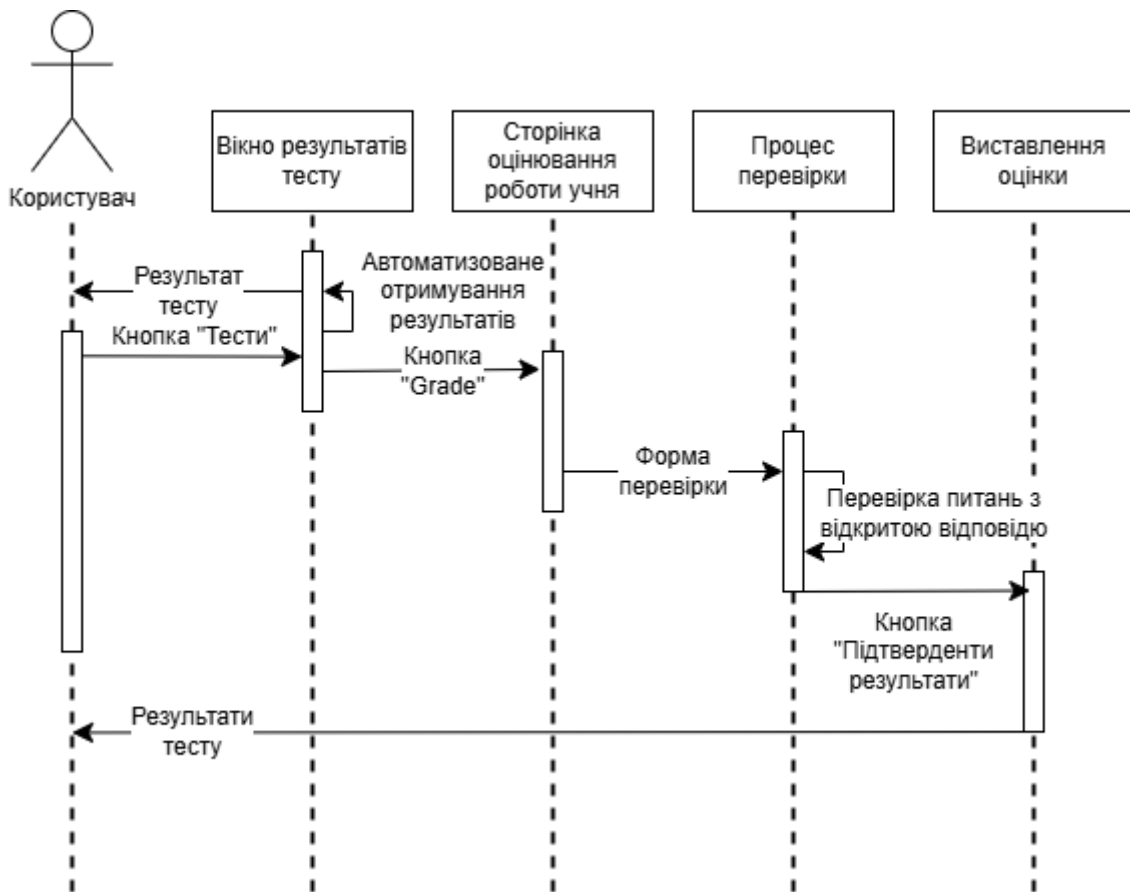 Користувач
Вікно результатів
тесту
Сторінка
оцінювання
роботи учня
Процес
перевірки
Виставлення
оцінки
Результат
тесту
Автоматизоване
отримування
результатів
Кнопка "Тести"
Кнопка
"Grade"
Форма
перевірки
Перевірка питань з
відкритою відповідю
Кнопка
"Підтверденти
результати"
Результати
тесту